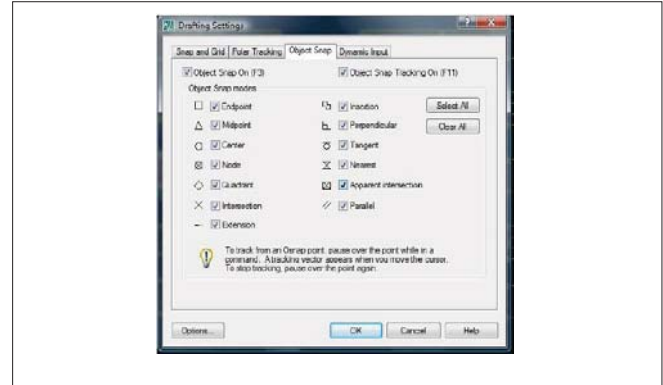 Drafting Settings
Snap and Grid Polar Tracking Object Snap Dynamic Input
Object Snap On (F3) Object Snap Tracking On (F11)
Object Snap modes
Endpoint Insertion Select All
Midpoint Perpendicular Clear All
Center Tangent
Node Nearest
Quadrant Apparent intersection
Intersection Parallel
Extension
To track from an Osnap point, pause over the point while in a
command. A tracking vector appears when you move the cursor.
To stop tracking, pause over the point again.
Options... OK Cancel Help